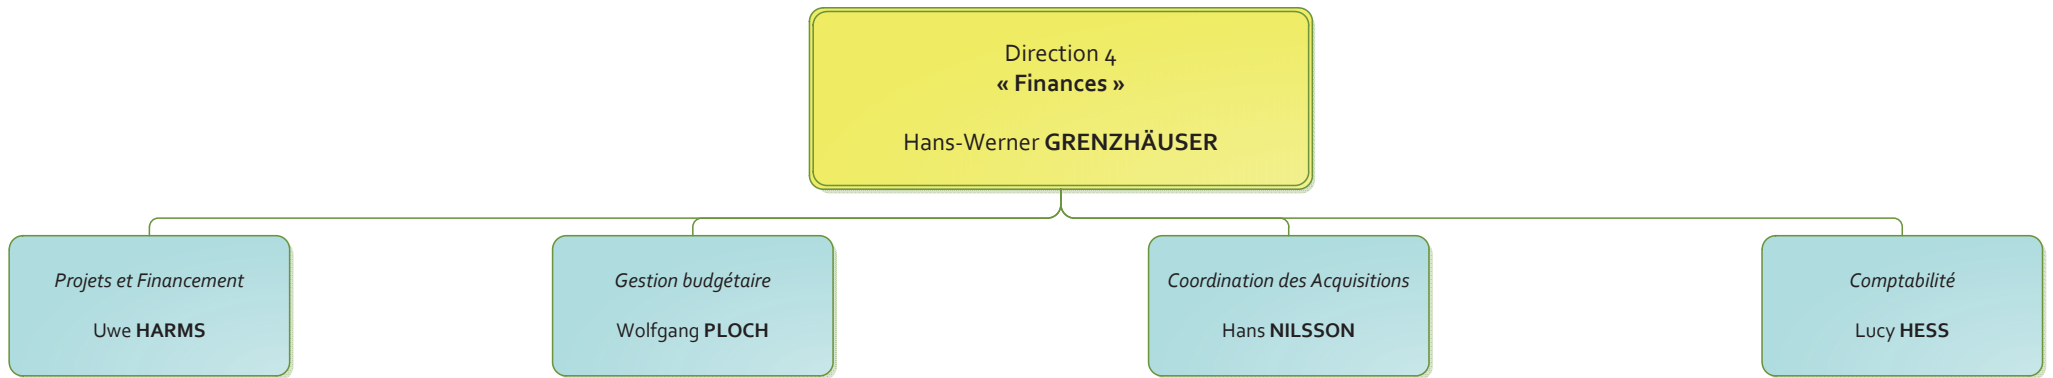 Direction 4
« Finances »
Hans-Werner GRENZHÄUSER
Projets et Financement
Uwe HARMS
Gestion budgétaire
Wolfgang PLOCH
Coordination des Acquisitions
Hans NILSSON
Comptabilité
Lucy HESS